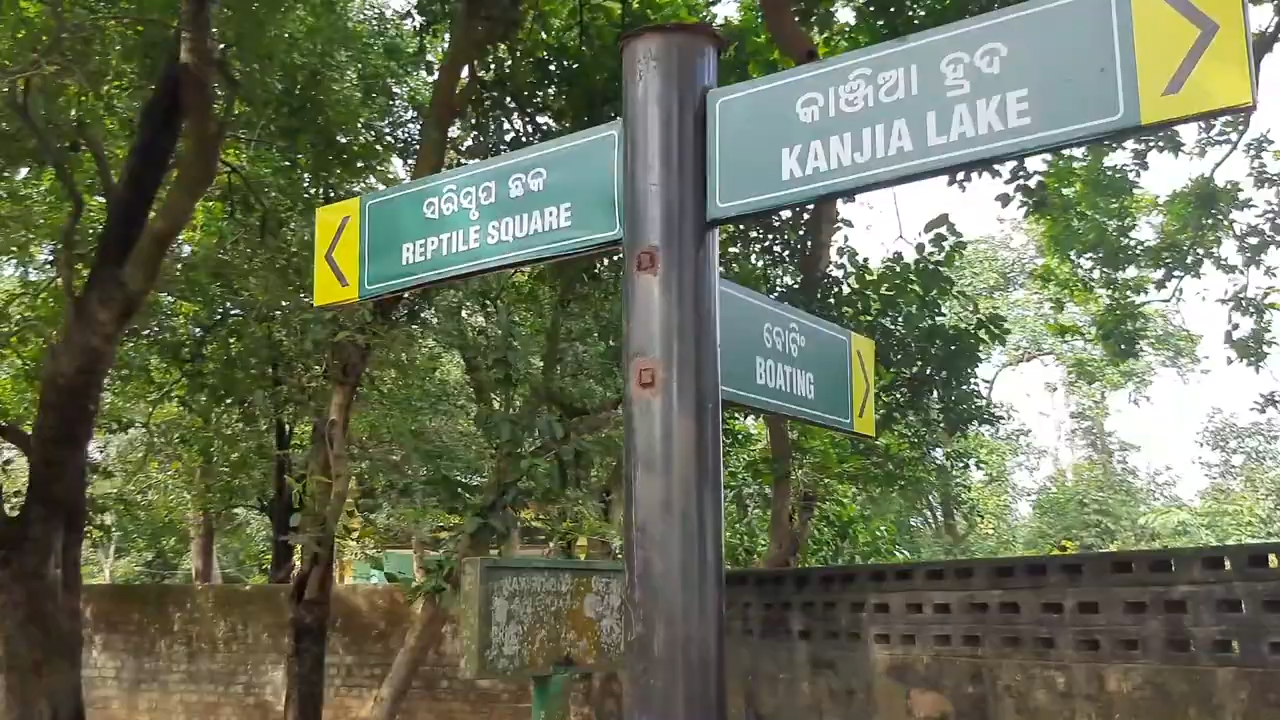 ସରିସୃପ ଛକ
REPTILE SQUARE
କାଞ୍ଜିଆ ହ୍ରଦ
KANJIA LAKE
ବୋଟିଂ
BOATING